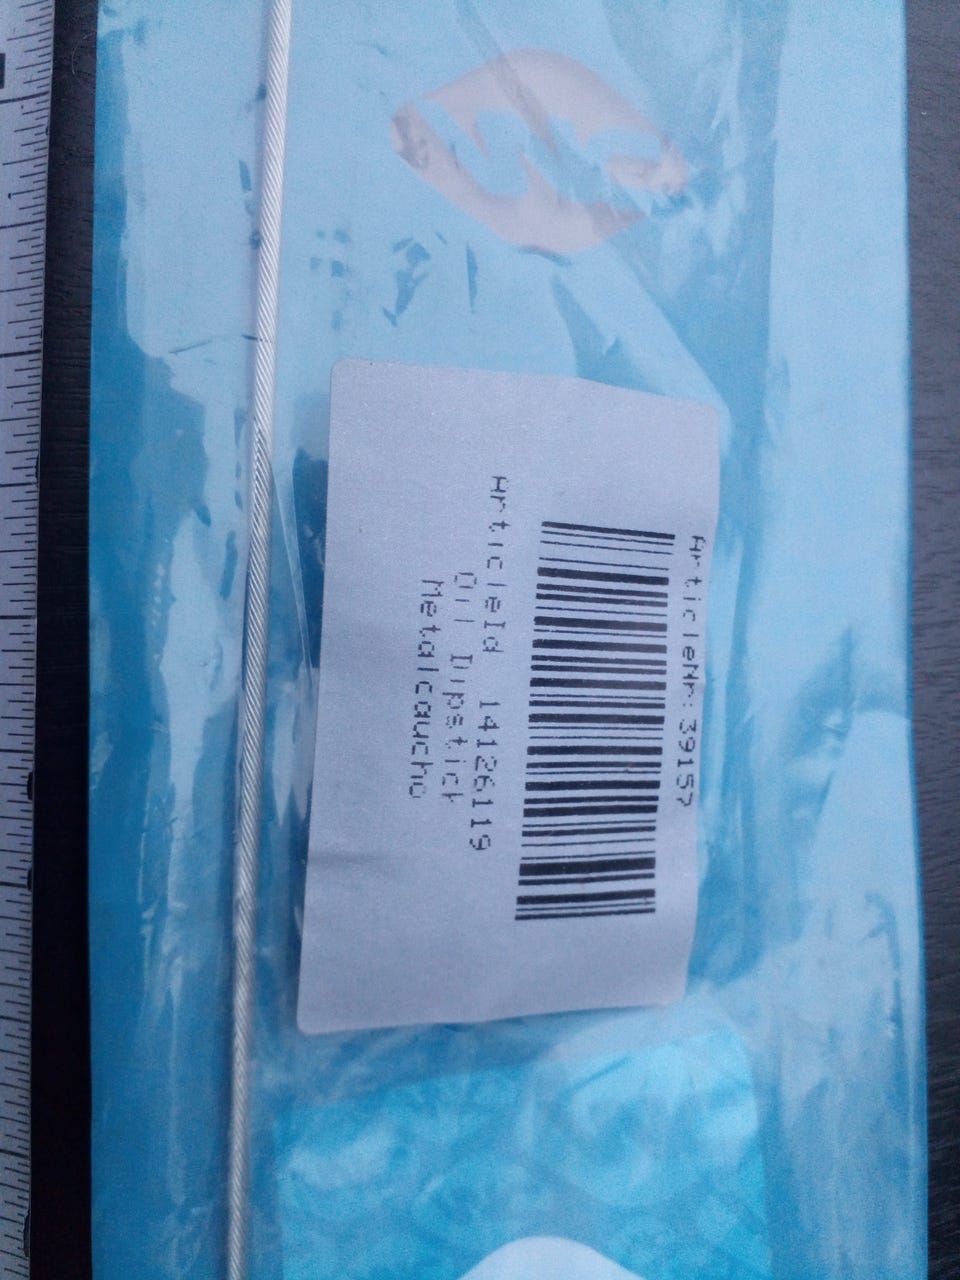 ArticleNr: 39157
ArticleId 14126119
Oil Dipstick
Metalcaucho